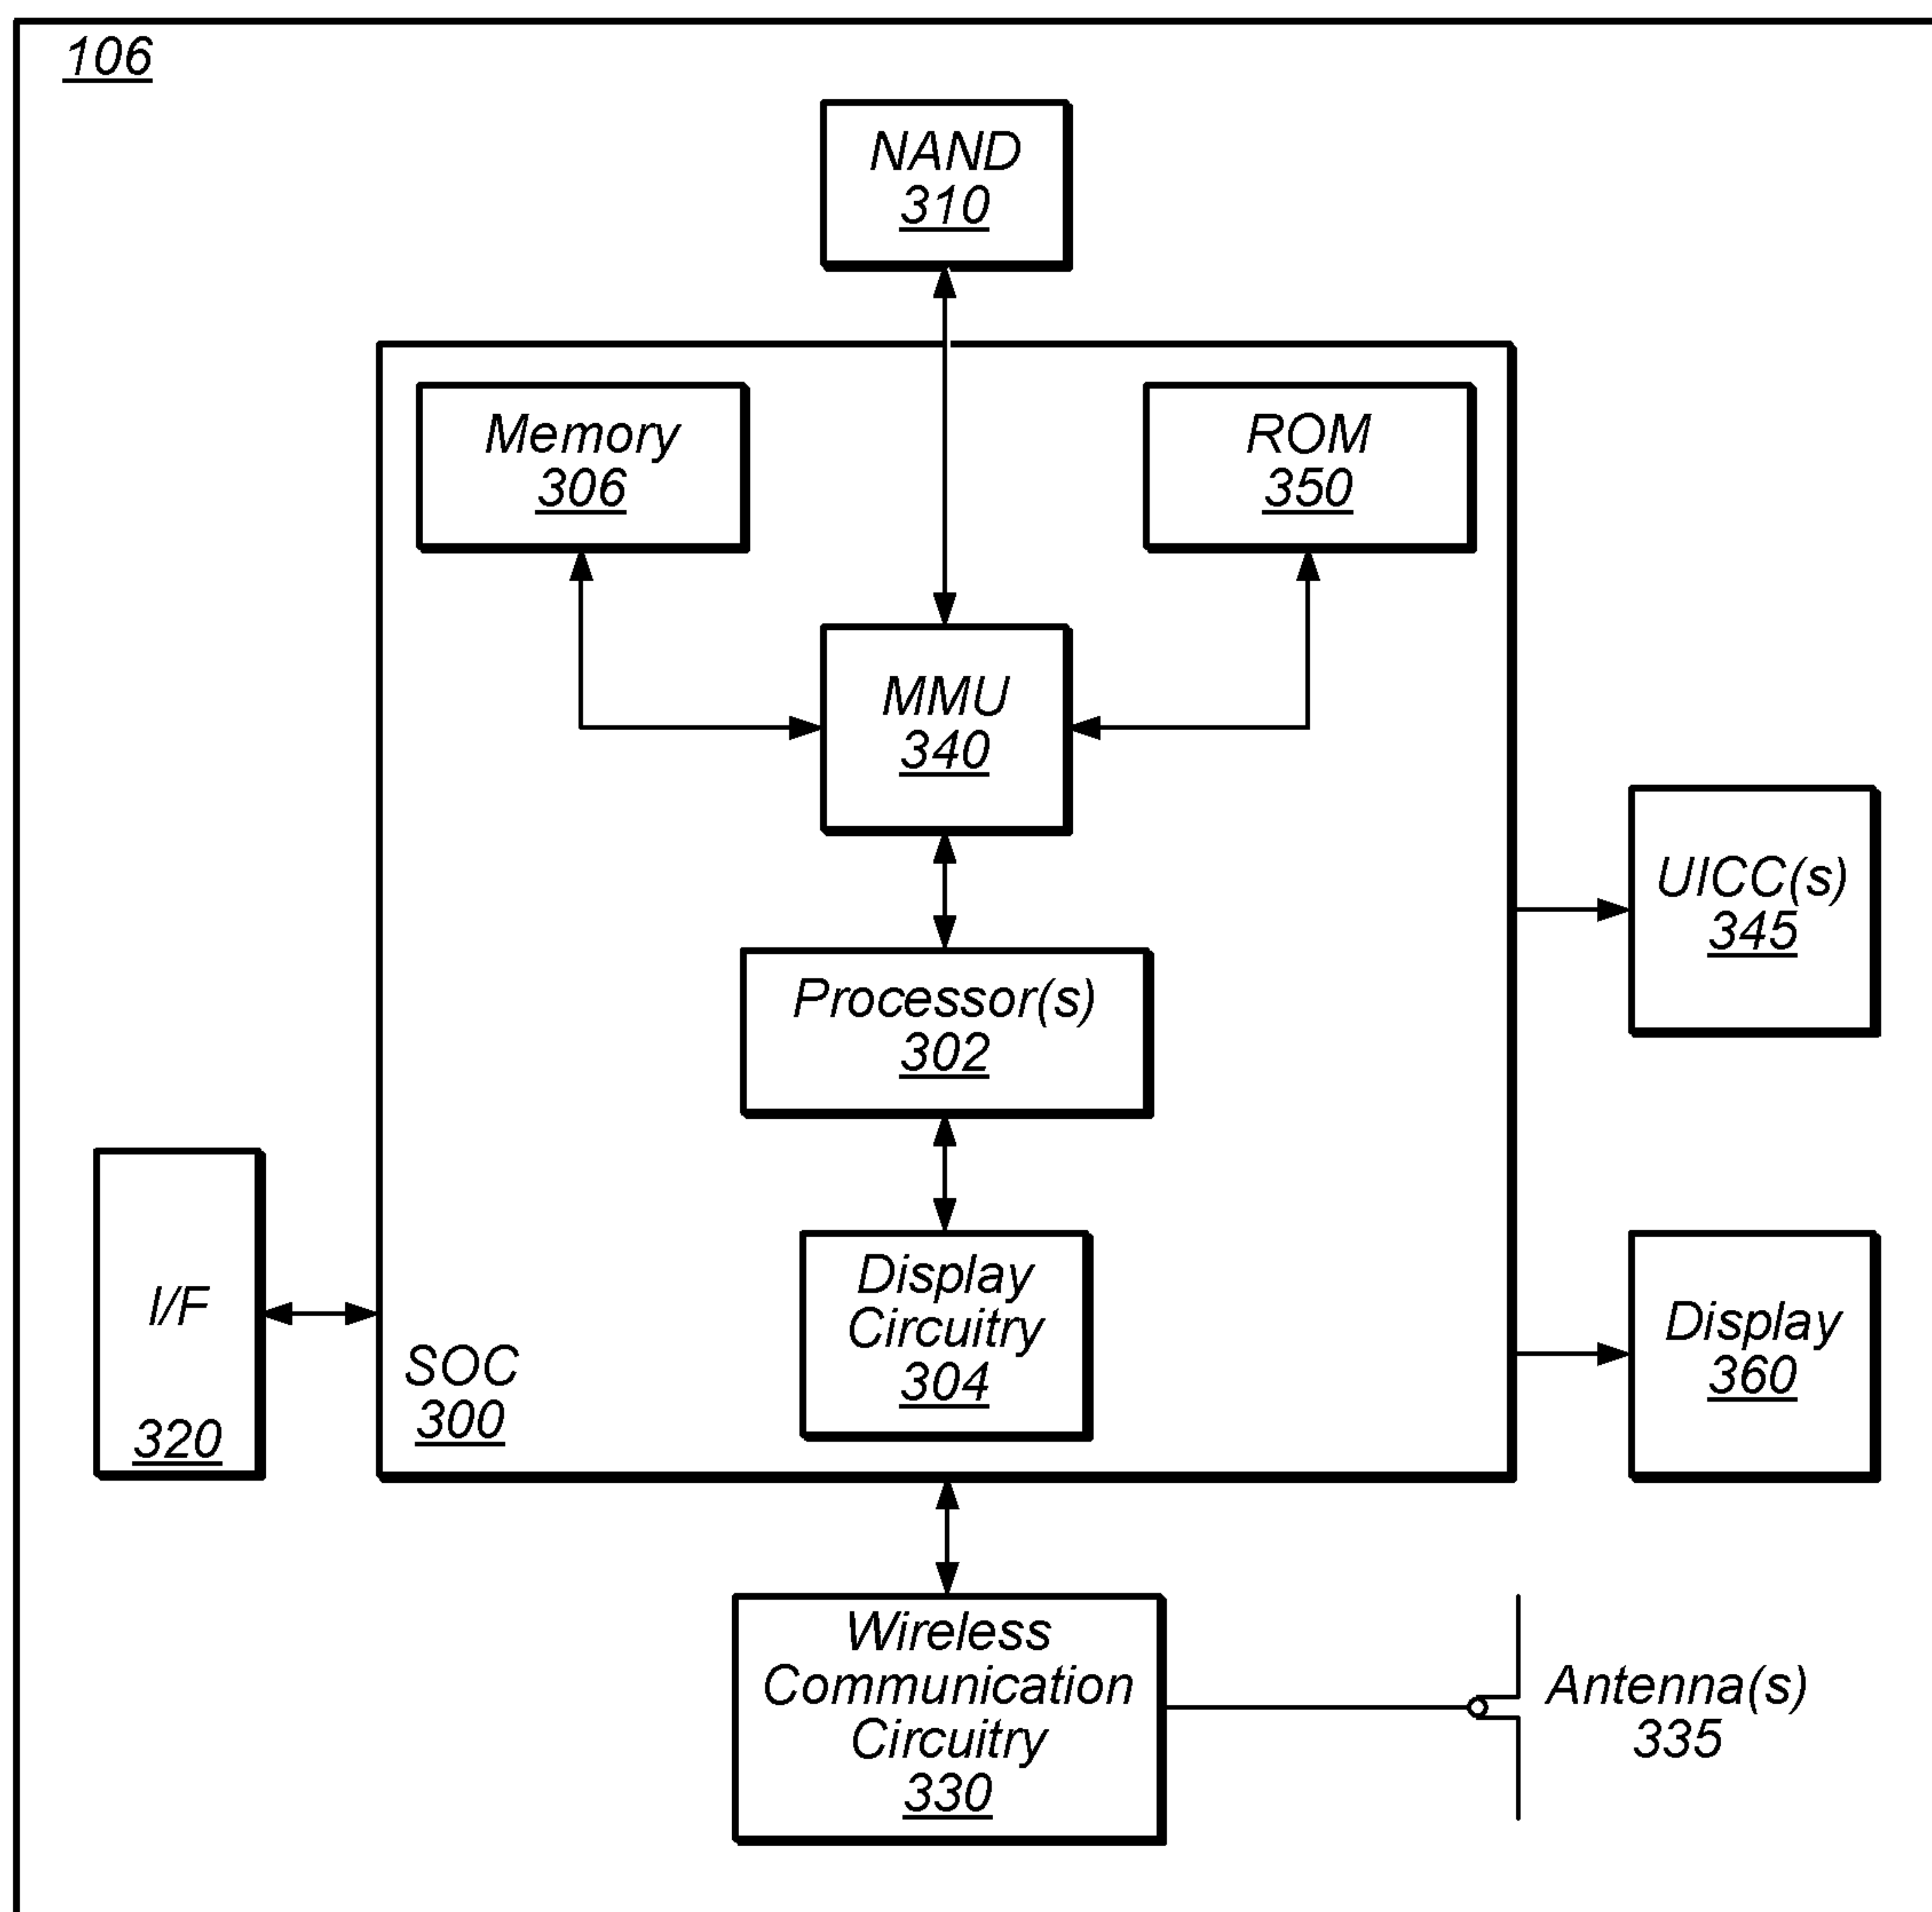 106
NAND
310
Memory
306
ROM
350
MMU
340
UICC(s)
345
Processor(s)
302
I/F
320
SOC
300
Display
Circuitry
304
Display
360
Wireless
Communication
Circuitry
330
Antenna(s)
335